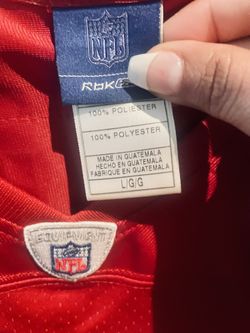 NFL
Rbk
100% POLIESTER
100% POLYESTER
MADE IN GUATEMALA
HECHO EN GUATEMALA
FABRIQUE EN GUATEMALA
L/G/G
EQUIPMENT
NFL